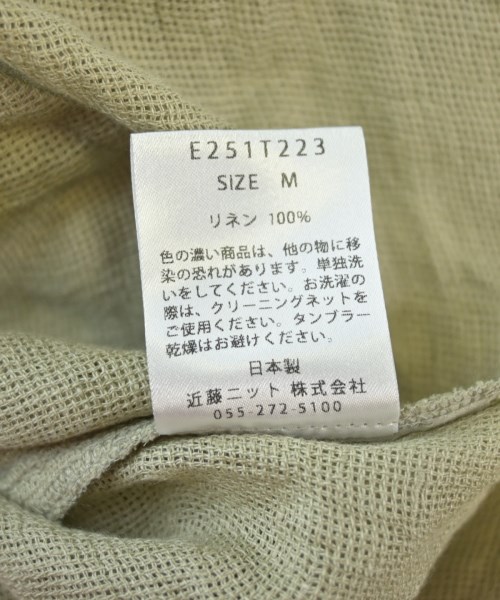 E251T223
SIZE M
リネン 100%
色の濃い商品は、他の物に移
染の恐れがあります。単独洗
いをしてください。お洗濯の
際は、クリーニングネットを
ご使用ください。タンブラー
乾燥はお避けください。
日本製
近藤ニット 株式会社
055-272-5100